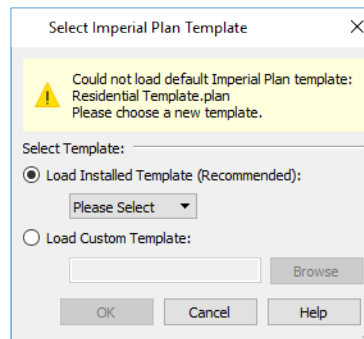 Select Imperial Plan Template
Could not load default Imperial Plan template:
Residential Template.plan
Please choose a new template.
Select Template:
Load Installed Template (Recommended):
Please Select
Load Custom Template:
Browse
OK
Cancel
Help